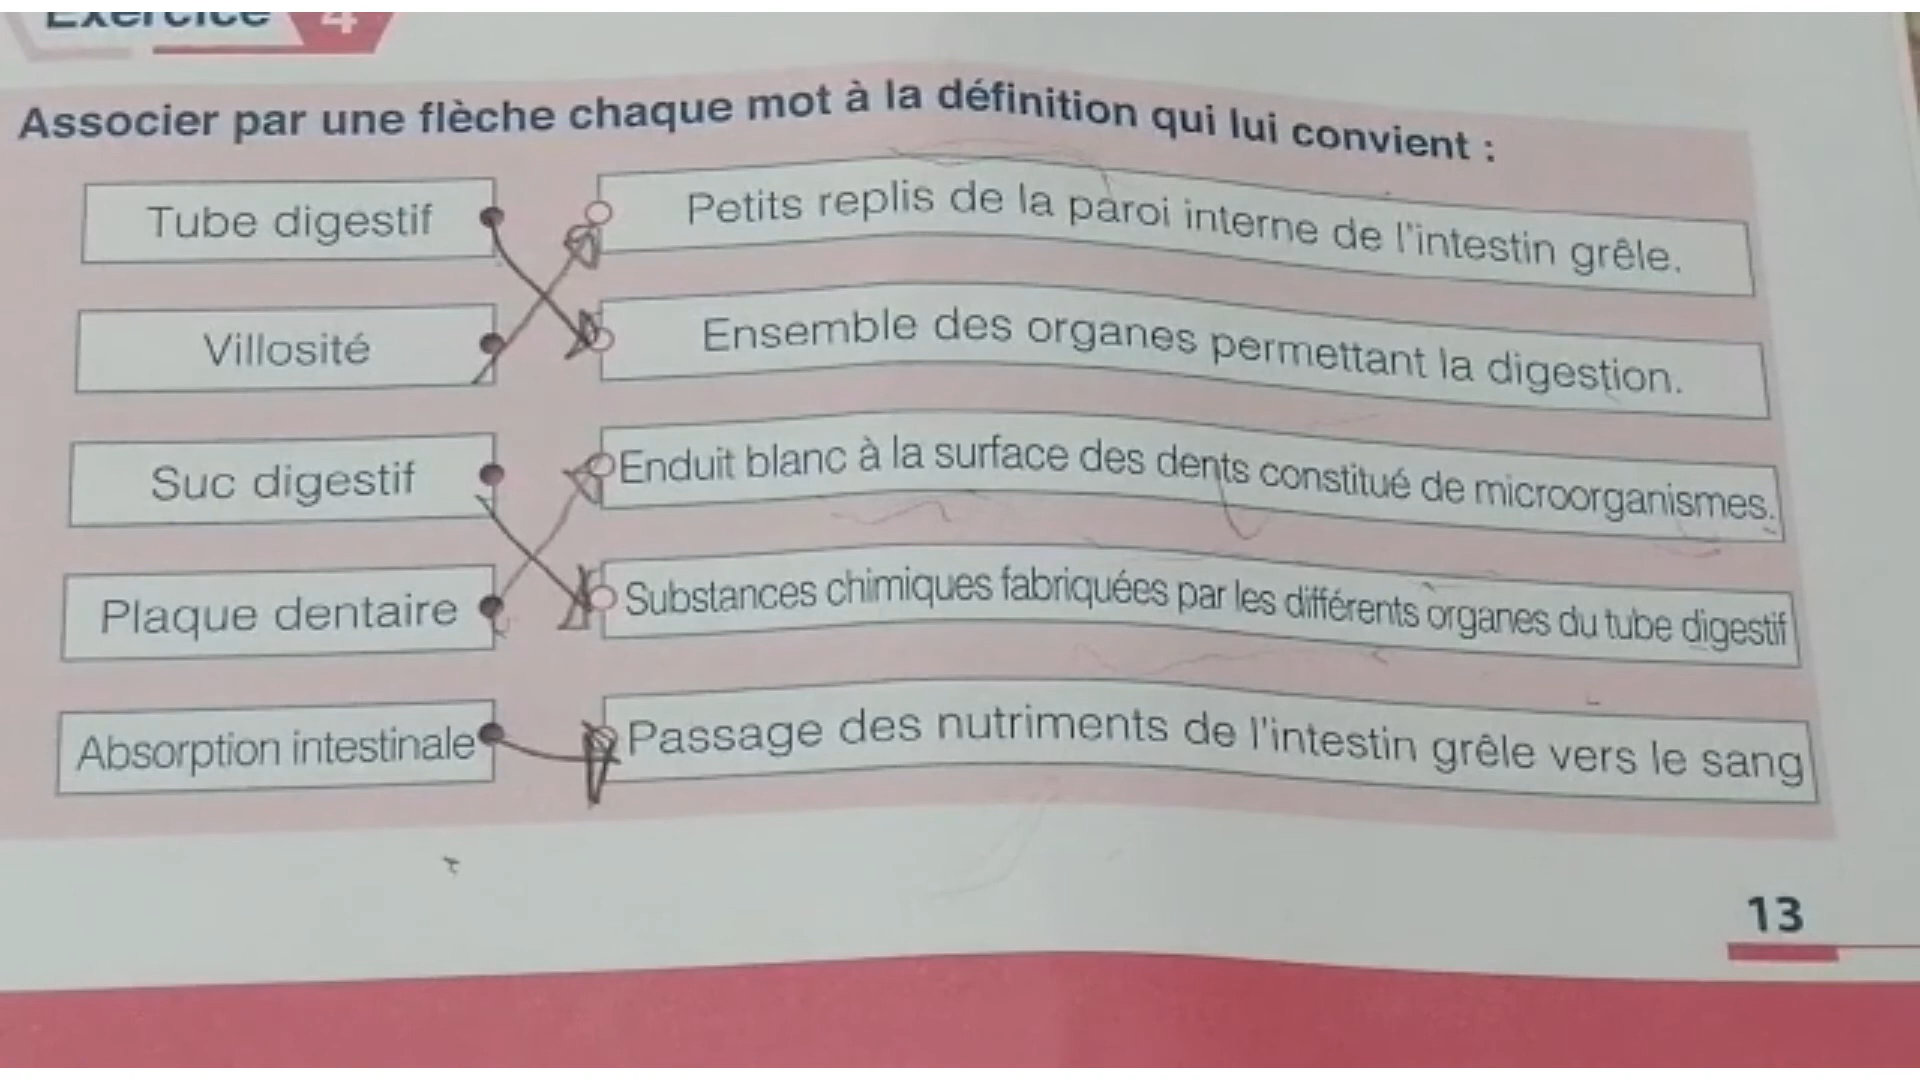 Exercice 4
Associer par une flèche chaque mot à la définition qui lui convient :
Tube digestif
Petits replis de la paroi interne de l'intestin grêle.
Villosité
Ensemble des organes permettant la digestion.
Suc digestif
Enduit blanc à la surface des dents constitué de microorganismes.
Plaque dentaire
Substances chimiques fabriquées par les différents organes du tube digestif
Absorption intestinale
Passage des nutriments de l'intestin grêle vers le sang
13